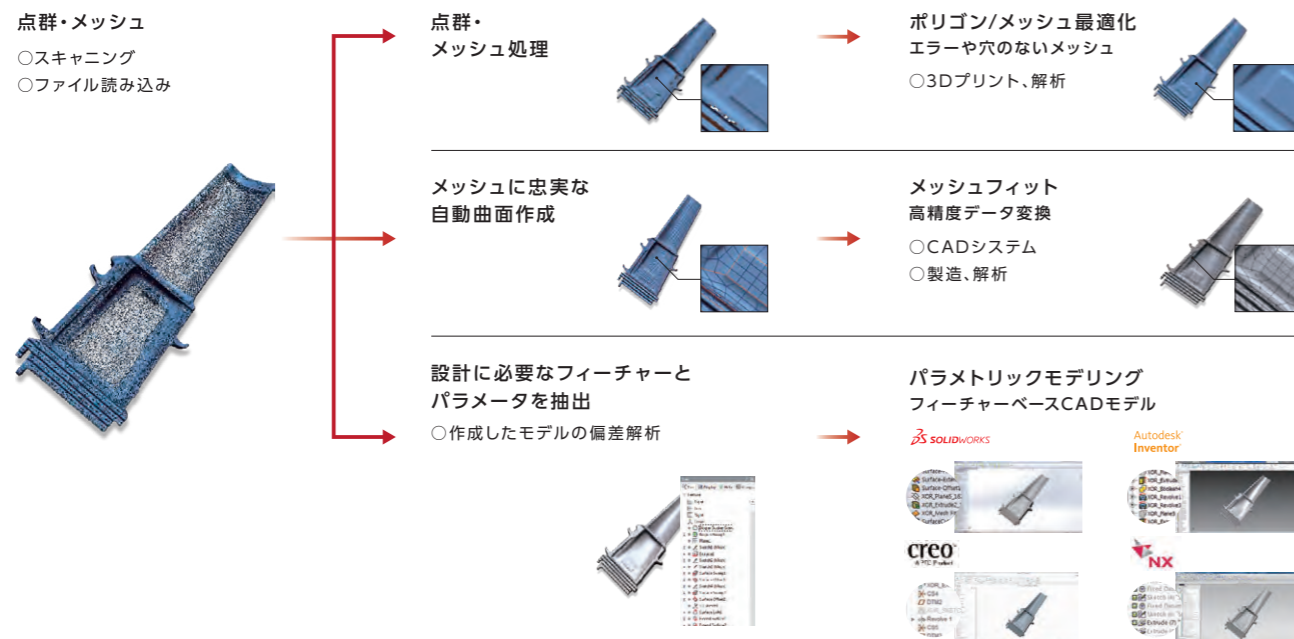 点群・メッシュ
○スキャニング
○ファイル読み込み
点群・
メッシュ処理
ポリゴン/メッシュ最適化
エラーや穴のないメッシュ
○3Dプリント、解析
メッシュに忠実な
自動曲面作成
メッシュフィット
高精度データ変換
○CADシステム
○製造、解析
設計に必要なフィーチャーと
パラメータを抽出
○作成したモデルの偏差解析
パラメトリックモデリング
フィーチャーベースCADモデル
SOLIDWORKS
Autodesk
Inventor
creo
NX